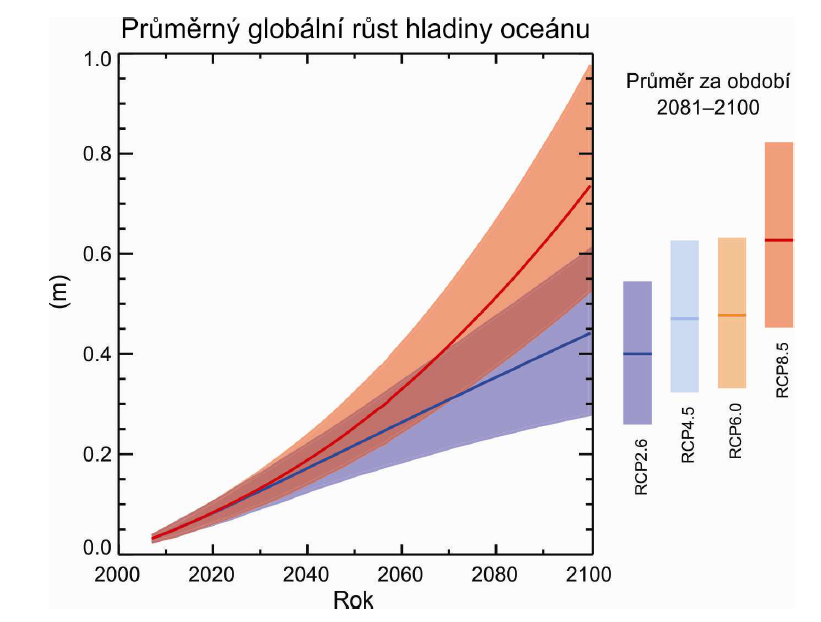 Průměrný globální růst hladiny oceánu
1.0
0.8
0.6
0.4
0.2
0.0
(m)
2000 2020 2040 2060 2080 2100
Rok
Průměr za období
2081–2100
RCP2.6
RCP4.5
RCP6.0
RCP8.5